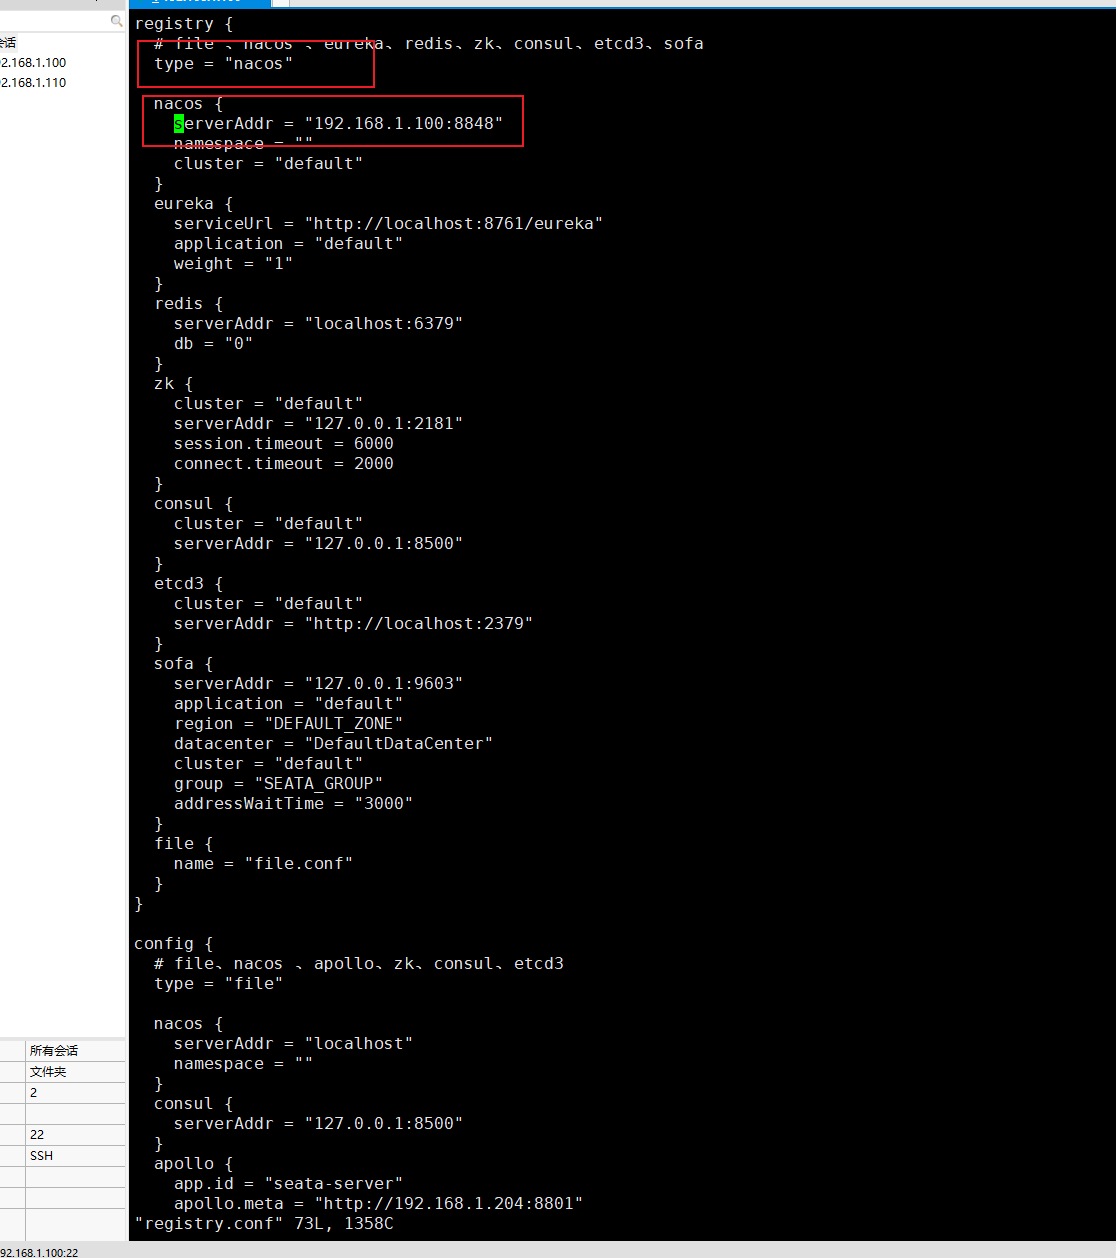 registry {
# file 、nacos 、eureka、redis、zk、consul、etcd3、sofa
type = "nacos"
nacos {
serverAddr = "192.168.1.100:8848"
namespace = ""
cluster = "default"
}
eureka {
serviceUrl = "http://localhost:8761/eureka"
application = "default"
weight = "1"
}
redis {
serverAddr = "localhost:6379"
db = "0"
}
zk {
cluster = "default"
serverAddr = "127.0.0.1:2181"
session.timeout = 6000
connect.timeout = 2000
}
consul {
cluster = "default"
serverAddr = "127.0.0.1:8500"
}
etcd3 {
cluster = "default"
serverAddr = "http://localhost:2379"
}
sofa {
serverAddr = "127.0.0.1:9603"
application = "default"
region = "DEFAULT_ZONE"
datacenter = "DefaultDataCenter"
cluster = "default"
group = "SEATA_GROUP"
addressWaitTime = "3000"
}
file {
name = "file.conf"
}
}
config {
# file、nacos 、apollo、zk、consul、etcd3
type = "file"
nacos {
serverAddr = "localhost"
namespace = ""
}
consul {
serverAddr = "127.0.0.1:8500"
}
apollo {
app.id = "seata-server"
apollo.meta = "http://192.168.1.204:8801"
"registry.conf" 73L, 1358C
会话
2.168.1.100
2.168.1.110
所有会话
文件夹
2
22
SSH
92.168.1.100:22